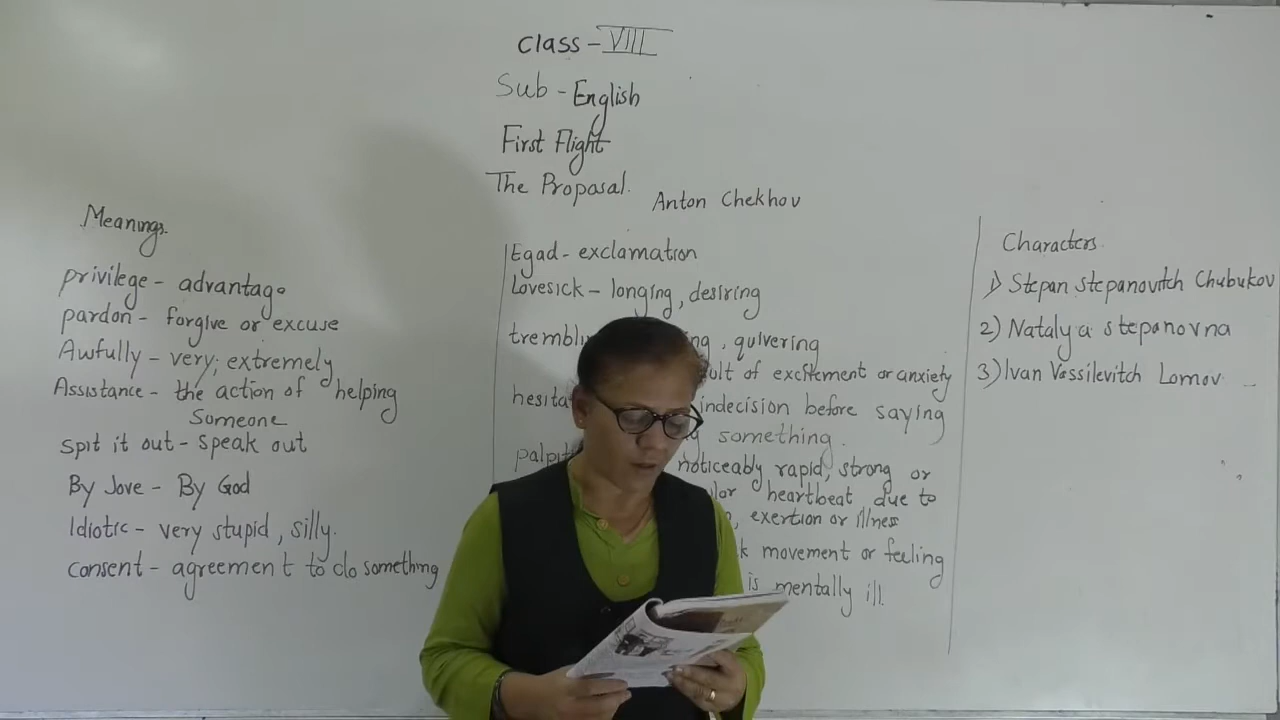 Class - VIII
Sub - English
First Flight
The Proposal.
Anton Chekhov
Meanings
privilege - advantage
pardon - forgive or excuse
Awfully - very; extremely
Assistance - the action of helping
Someone
spit it out - speak out
By Jove - By God
Idiotic - very stupid, silly.
consent - agreement to do something
Egad - exclamation
Lovesick - longing, desiring
quivering
of excitement or anxiety
indecision before saying
something.
noticeably rapid, strong or
heartbeat due to
exertion or illness
movement or feeling
is mentally ill
Characters
1) Stepan stepanovitch Chubukov
2) Natalya stepanovna
3) Ivan Vassilevitch Lomov